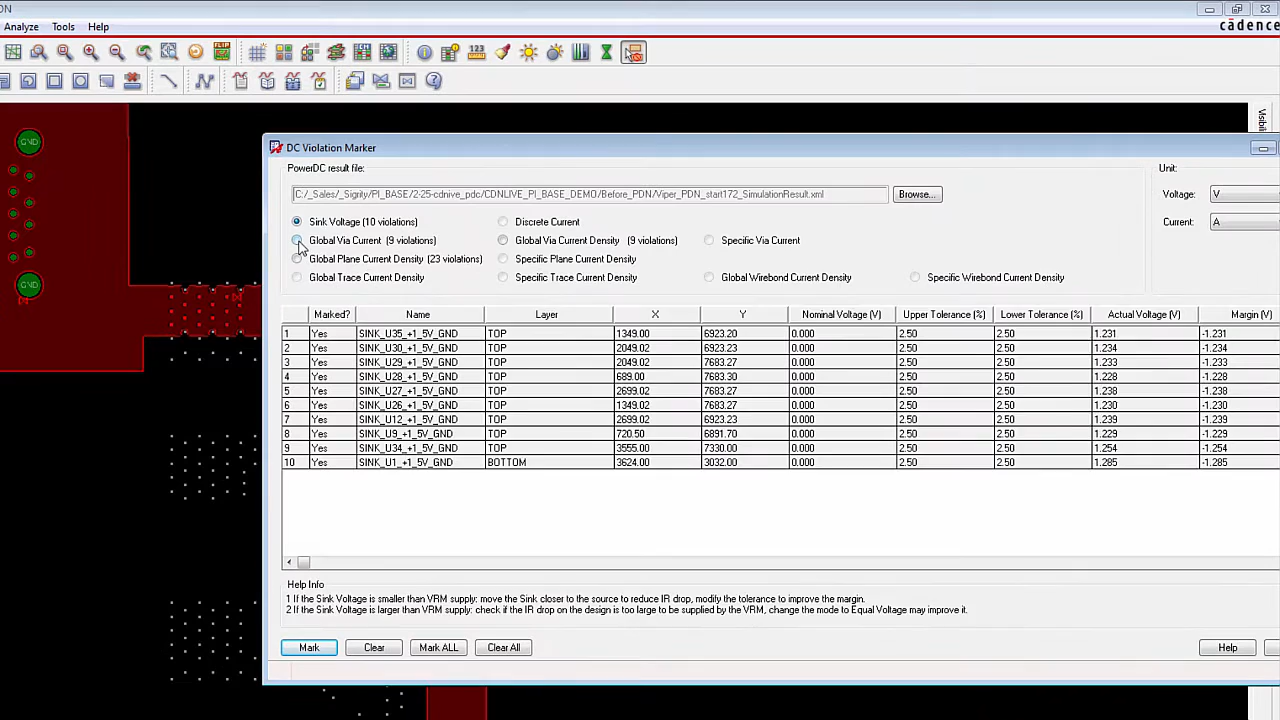 DN
Analyze Tools Help
cādence
FLIP
123
GND
GND
Visib
DC Violation Marker
PowerDC result file:
C:/_Sales/_Sigrity/PI_BASE/2-25-cdnive_pdc/CDNLIVE_PI_BASE_DEMO/Before_PDN/Viper_PDN_start172_SimulationResult.xml Browse...
Unit:
Voltage: V
Current: A
Sink Voltage (10 violations) Discrete Current
Global Via Current (9 violations) Global Via Current Density (9 violations) Specific Via Current
Global Plane Current Density (23 violations) Specific Plane Current Density
Global Trace Current Density Specific Trace Current Density Global Wirebond Current Density Specific Wirebond Current Density
Marked? Name Layer X Y Nominal Voltage (V) Upper Tolerance (%) Lower Tolerance (%) Actual Voltage (V) Margin (V)
1 Yes SINK_U35_+1_5V_GND TOP 1349.00 6923.20 0.000 2.50 2.50 1.231 -1.231
2 Yes SINK_U30_+1_5V_GND TOP 2049.02 6923.23 0.000 2.50 2.50 1.234 -1.234
3 Yes SINK_U29_+1_5V_GND TOP 2049.02 7683.27 0.000 2.50 2.50 1.233 -1.233
4 Yes SINK_U28_+1_5V_GND TOP 689.00 7683.30 0.000 2.50 2.50 1.228 -1.228
5 Yes SINK_U27_+1_5V_GND TOP 2699.02 7683.27 0.000 2.50 2.50 1.238 -1.238
6 Yes SINK_U26_+1_5V_GND TOP 1349.02 7683.27 0.000 2.50 2.50 1.230 -1.230
7 Yes SINK_U12_+1_5V_GND TOP 2699.02 6923.23 0.000 2.50 2.50 1.239 -1.239
8 Yes SINK_U9_+1_5V_GND TOP 720.50 6891.70 0.000 2.50 2.50 1.229 -1.229
9 Yes SINK_U34_+1_5V_GND TOP 3555.00 7330.00 0.000 2.50 2.50 1.254 -1.254
10 Yes SINK_U1_+1_5V_GND BOTTOM 3624.00 3032.00 0.000 2.50 2.50 1.285 -1.285
Help Info
1 If the Sink Voltage is smaller than VRM supply: move the Sink closer to the source to reduce IR drop, modify the tolerance to improve the margin.
2 If the Sink Voltage is larger than VRM supply: check if the IR drop on the design is too large to be supplied by the VRM, change the mode to Equal Voltage may improve it.
Mark Clear Mark ALL Clear All Help